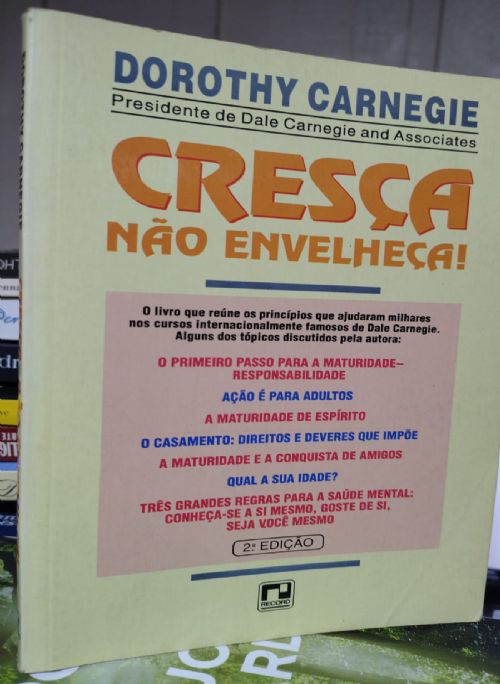 DOROTHY CARNEGIE
Presidente de Dale Carnegie and Associates
CRESÇA
NÃO ENVELHEÇA!
O livro que reúne os princípios que ajudaram milhares
nos cursos internacionalmente famosos de Dale Carnegie.
Alguns dos tópicos discutidos pela autora:
O PRIMEIRO PASSO PARA A MATURIDADE—
RESPONSABILIDADE
AÇÃO É PARA ADULTOS
A MATURIDADE DE ESPÍRITO
O CASAMENTO: DIREITOS E DEVERES QUE IMPÕE
A MATURIDADE E A CONQUISTA DE AMIGOS
QUAL A SUA IDADE?
TRÊS GRANDES REGRAS PARA A SAÚDE MENTAL:
CONHEÇA-SE A SI MESMO, GOSTE DE SI,
SEJA VOCÊ MESMO
2ª EDIÇÃO
RECORD